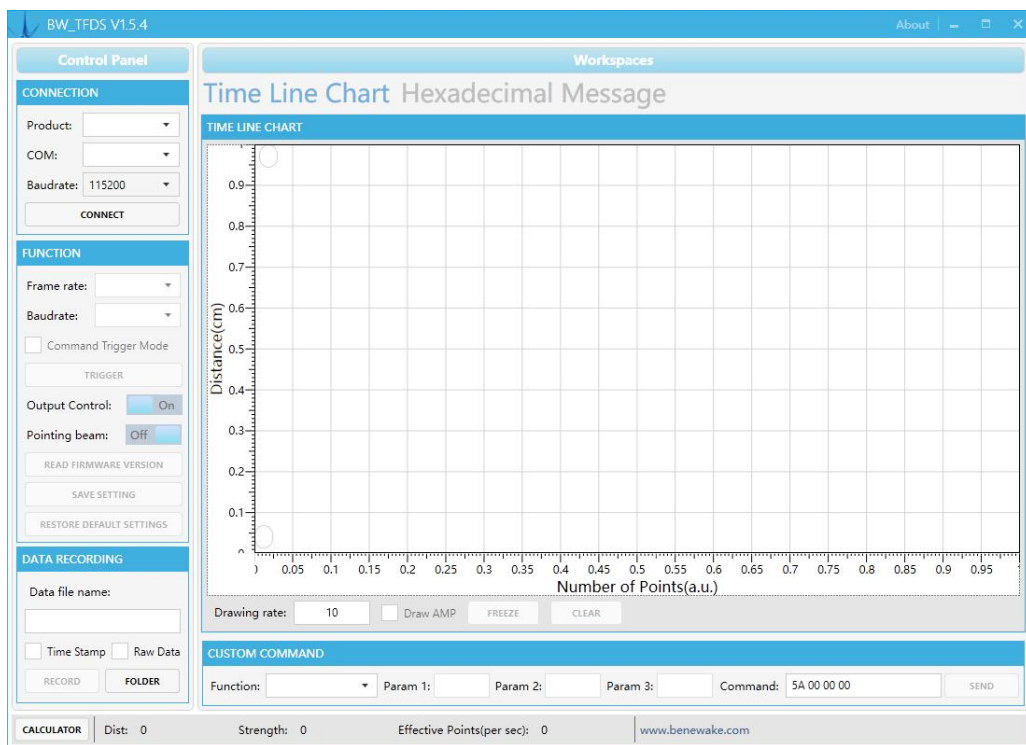 BW_TFDS V1.5.4 About
Control Panel
CONNECTION
Product:
COM:
Baudrate: 115200
CONNECT
FUNCTION
Frame rate:
Baudrate:
Command Trigger Mode
TRIGGER
Output Control: On
Pointing beam: Off
READ FIRMWARE VERSION
SAVE SETTING
RESTORE DEFAULT SETTINGS
DATA RECORDING
Data file name:
Time Stamp Raw Data
RECORD FOLDER
Workspaces
Time Line Chart Hexadecimal Message
TIME LINE CHART
Distance(cm)
0.9
0.8
0.7
0.6
0.5
0.4
0.3
0.2
0.1
0.05 0.1 0.15 0.2 0.25 0.3 0.35 0.4 0.45 0.5 0.55 0.6 0.65 0.7 0.75 0.8 0.85 0.9 0.95
Number of Points(a.u.)
Drawing rate: 10 Draw AMP FREEZE CLEAR
CUSTOM COMMAND
Function: Param 1: Param 2: Param 3: Command: 5A 00 00 00 SEND
CALCULATOR Dist: 0 Strength: 0 Effective Points(per sec): 0 www.benewake.com